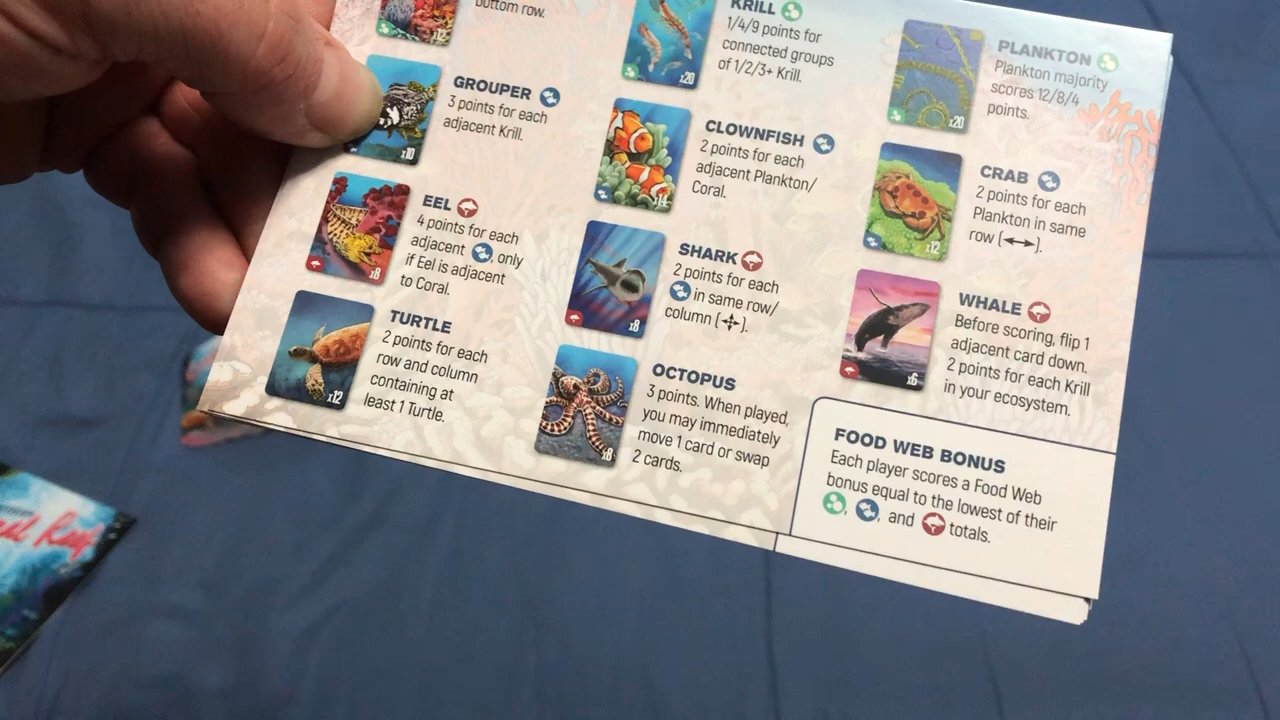 bottom row.
x12
GROUPER
3 points for each
adjacent Krill.
x10
EEL
4 points for each
adjacent , only
if Eel is adjacent
to Coral.
x8
TURTLE
2 points for each
row and column
containing at
least 1 Turtle.
x12
KRILL
1/4/9 points for
connected groups
of 1/2/3+ Krill.
x20
CLOWNFISH
2 points for each
adjacent Plankton/
Coral.
x14
SHARK
2 points for each
in same row/
column [ ].
x8
OCTOPUS
3 points. When played,
you may immediately
move 1 card or swap
2 cards.
x8
PLANKTON
Plankton majority
scores 12/8/4
points.
x20
CRAB
2 points for each
Plankton in same
row [↔].
x12
WHALE
Before scoring, flip 1
adjacent card down.
2 points for each Krill
in your ecosystem.
x6
FOOD WEB BONUS
Each player scores a Food Web
bonus equal to the lowest of their
, , and totals.